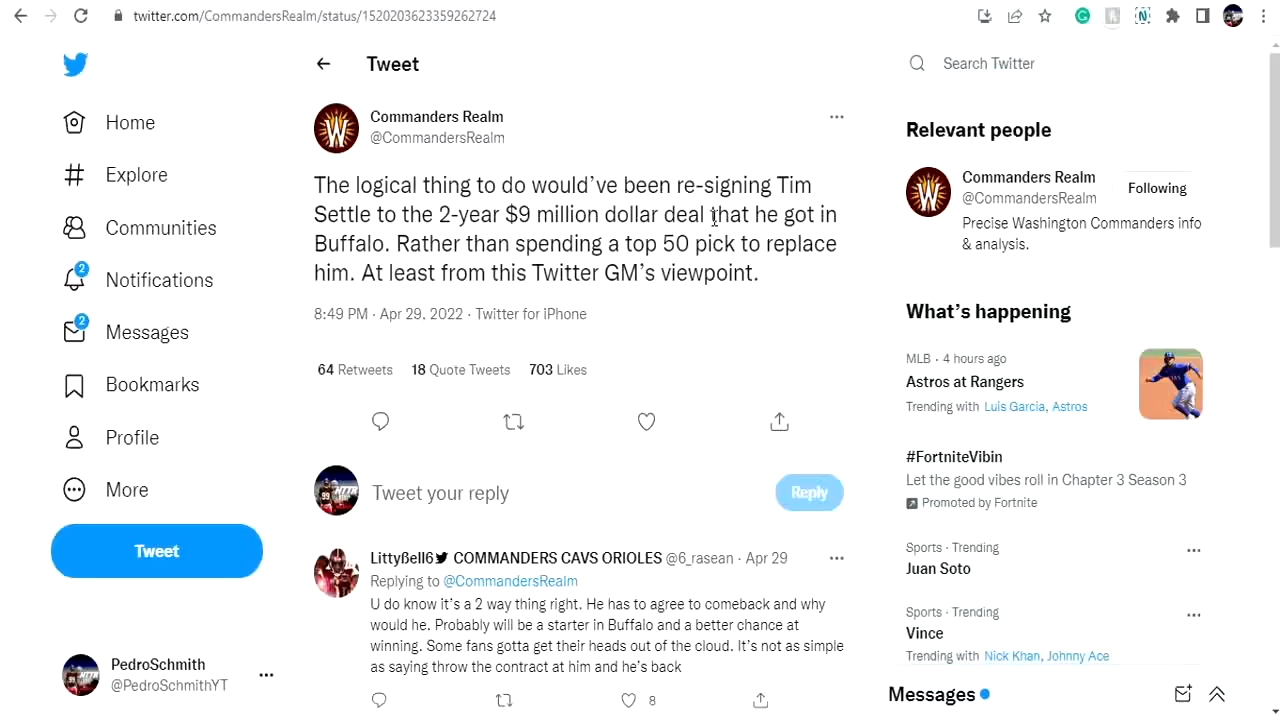 twitter.com/CommandersRealm/status/1520203623359262724
Home
Explore
Communities
2
Notifications
2
Messages
Bookmarks
Profile
More
Tweet
PedroSchmith
@PedroSchmithYT
Tweet
Commanders Realm
@CommandersRealm
The logical thing to do would’ve been re-signing Tim
Settle to the 2-year $9 million dollar deal that he got in
Buffalo. Rather than spending a top 50 pick to replace
him. At least from this Twitter GM’s viewpoint.
8:49 PM · Apr 29, 2022 · Twitter for iPhone
64 Retweets 18 Quote Tweets 703 Likes
Tweet your reply
Reply
Littyßell6 COMMANDERS CAVS ORIOLES @6_rasean · Apr 29
Replying to @CommandersRealm
U do know it’s a 2 way thing right. He has to agree to comeback and why
would he. Probably will be a starter in Buffalo and a better chance at
winning. Some fans gotta get their heads out of the cloud. It’s not as simple
as saying throw the contract at him and he’s back
8
Search Twitter
Relevant people
Commanders Realm
@CommandersRealm
Following
Precise Washington Commanders info
& analysis.
What’s happening
MLB · 4 hours ago
Astros at Rangers
Trending with Luis Garcia, Astros
#FortniteVibin
Let the good vibes roll in Chapter 3 Season 3
Promoted by Fortnite
Sports · Trending
Juan Soto
Sports · Trending
Vince
Trending with Nick Khan, Johnny Ace
Messages